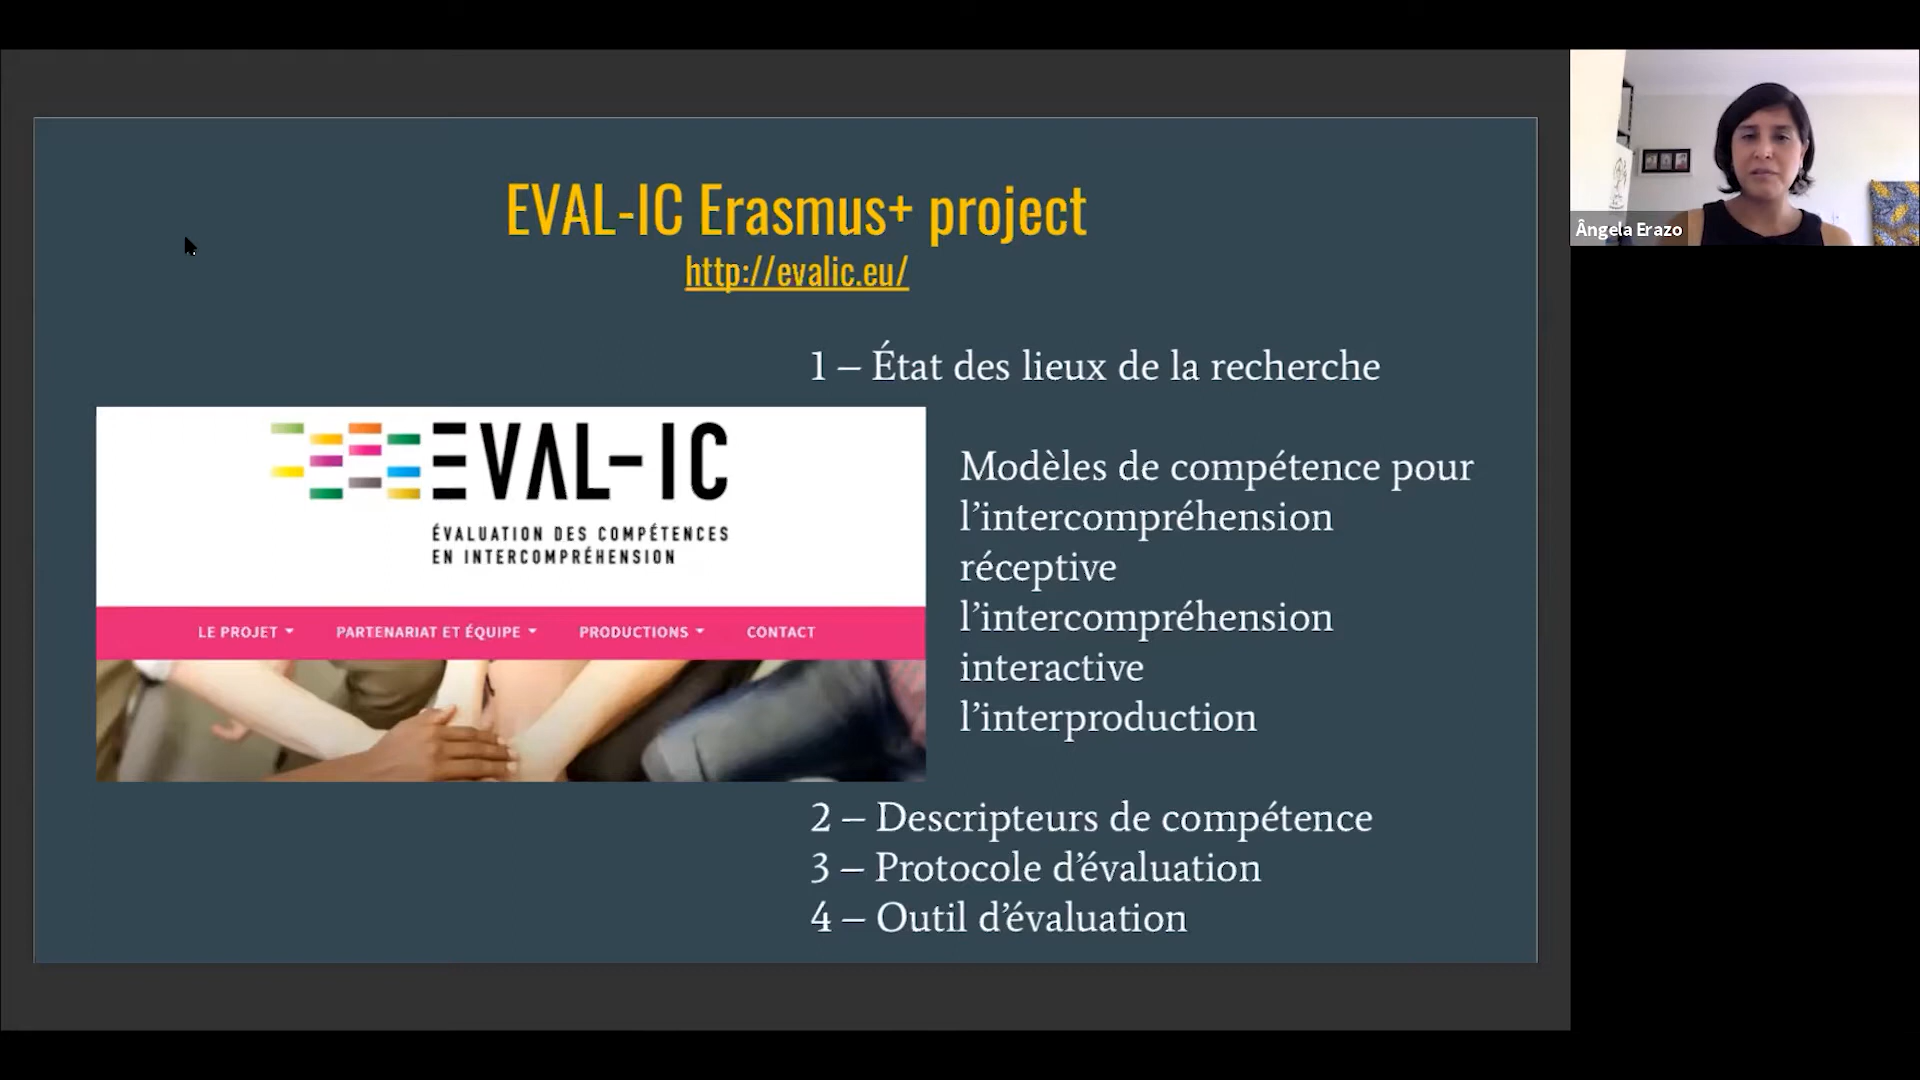 EVAL-IC Erasmus+ project
http://evalic.eu/
1 – État des lieux de la recherche
EVAL-IC
ÉVALUATION DES COMPÉTENCES
EN INTERCOMPRÉHENSION
LE PROJET PARTENARIAT ET ÉQUIPE PRODUCTIONS CONTACT
Modèles de compétence pour
l’intercompréhension
réceptive
l’intercompréhension
interactive
l’interproduction
2 – Descripteurs de compétence
3 – Protocole d’évaluation
4 – Outil d’évaluation
Ângela Erazo